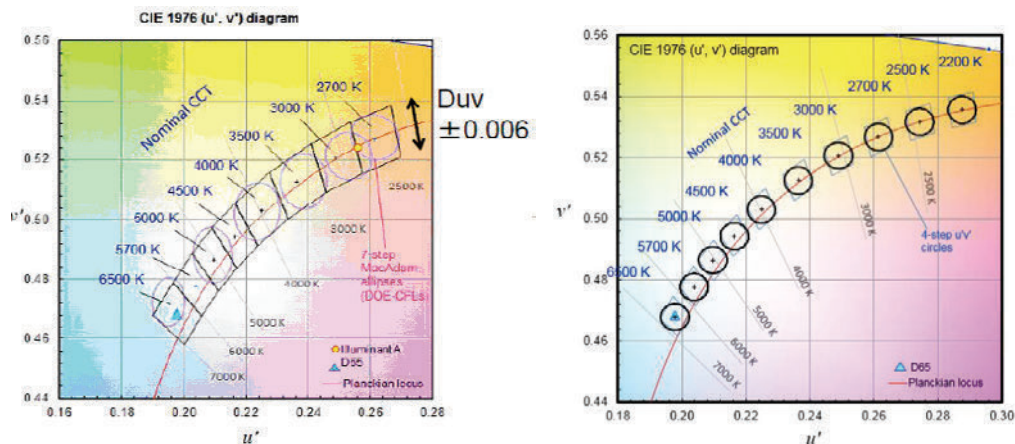 CIE 1976 (u', v') diagram
0.56
0.54
0.52
0.50
0.48
0.46
0.44
0.16
0.20
0.22
0.24
0.26
0.28
v'
u'
Nominal CCT
2700 K
3000 K
3500 K
4000 K
4500 K
5000 K
5700 K
6500 K
Duv
±0.006
2500 K
3000 K
4000 K
5000 K
6000 K
7000 K
7-step
MacAdam
ellipses
(DOE-CFLs)
Illuminant A
D65
Planckian locus
CIE 1976 (u', v') diagram
0.56
0.54
0.52
0.50
0.48
0.46
0.44
0.18
0.20
0.22
0.24
0.26
0.28
0.30
v'
u'
Nominal CCT
2200 K
2500 K
2700 K
3000 K
3500 K
4000 K
4500 K
5000 K
5700 K
6500 K
2500 K
3000 K
4000 K
5000 K
6000 K
7000 K
4-step u'v'
circles
D65
Planckian locus